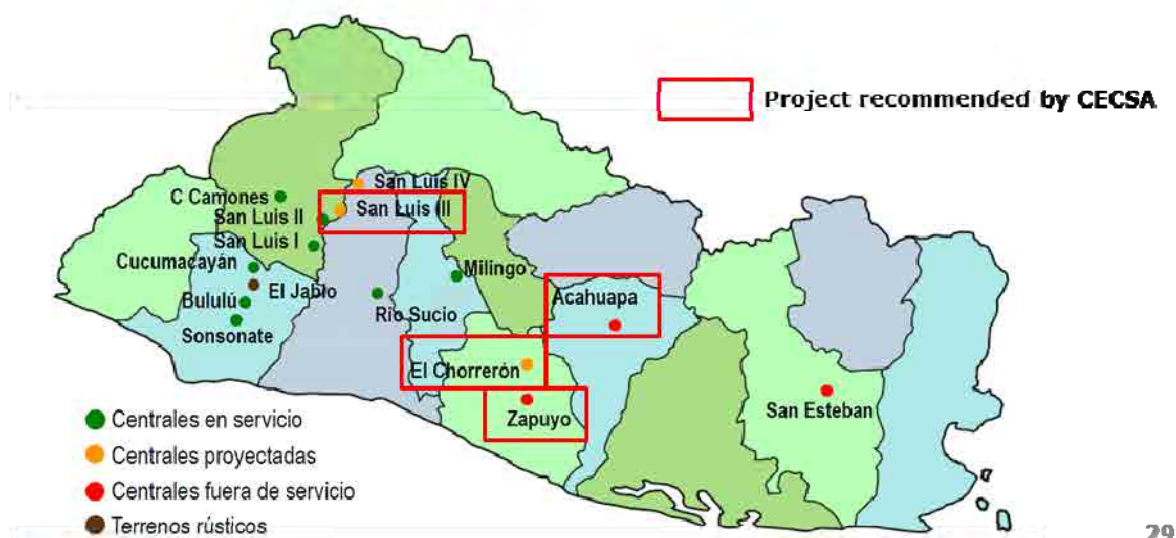 Project recommended by CECSA
San Luis IV
C Camones
San Luis III
San Luis II
San Luis I
Cucumacayán
Milingo
El Jabio
Acahuapa
Bululú
Rio Sucio
Sonsonate
El Chorrerón
San Esteban
Zapuyo
Centrales en servicio
Centrales proyectadas
Centrales fuera de servicio
Terrenos rústicos
29